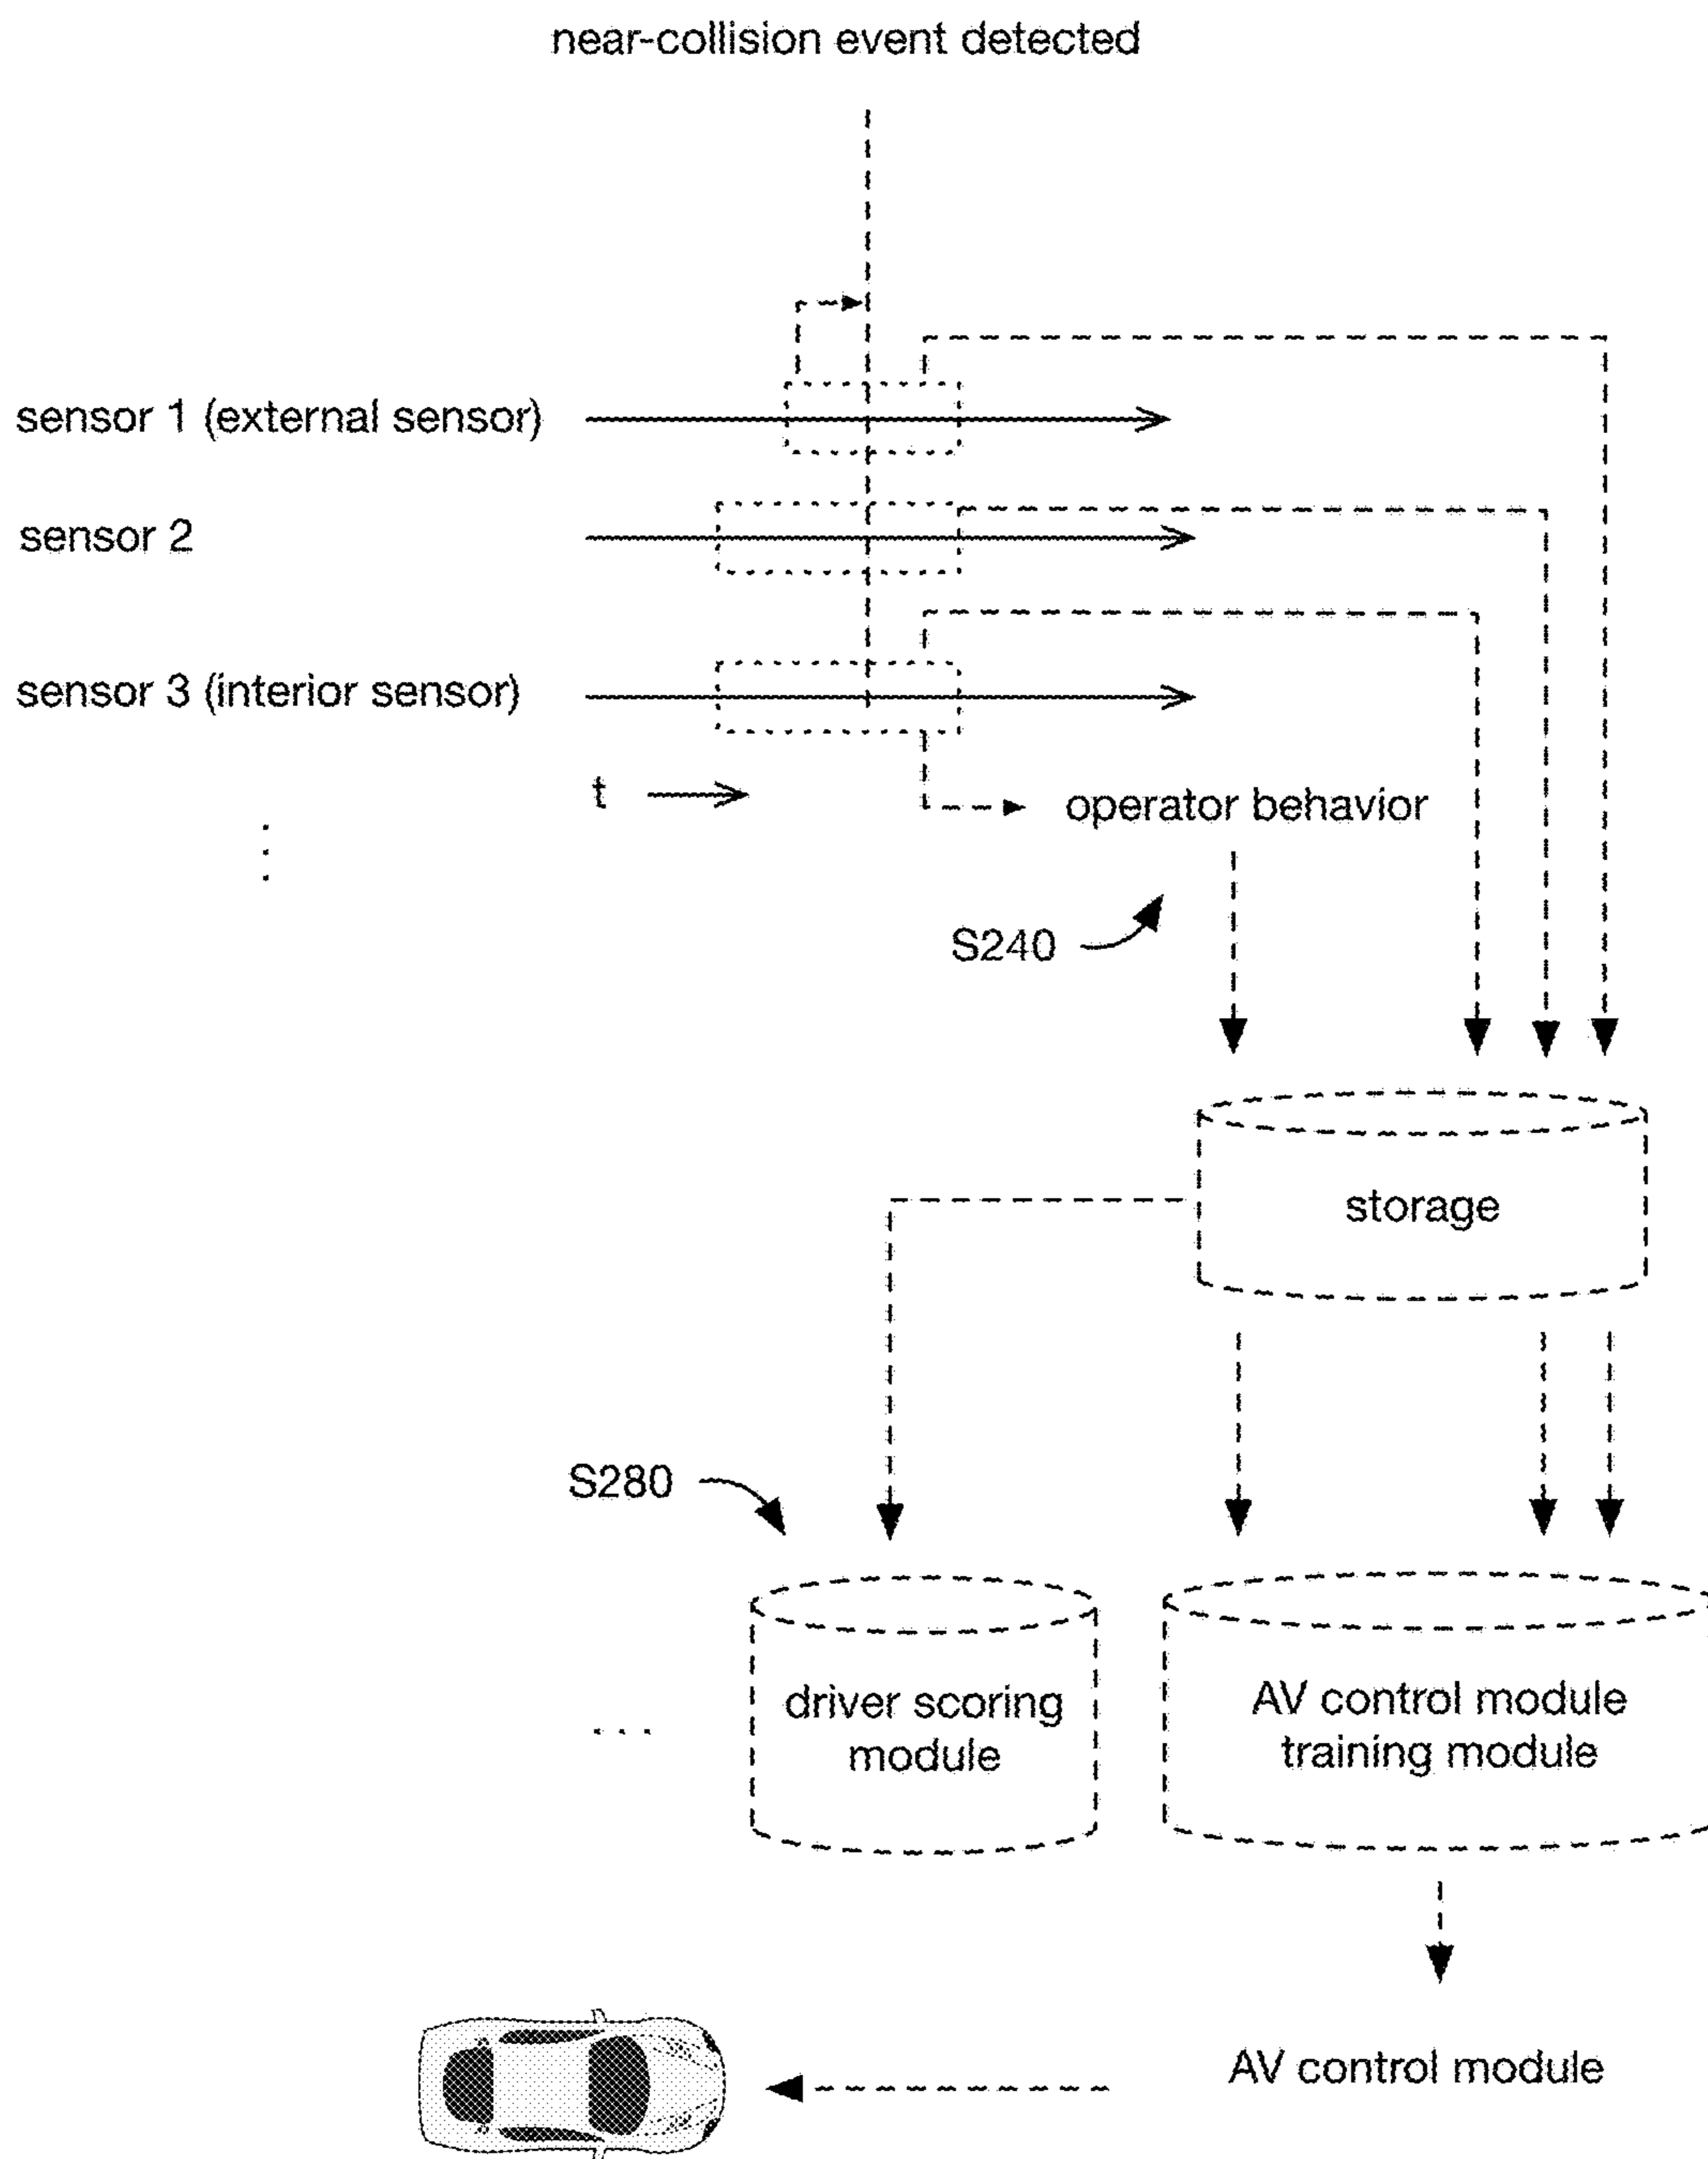 near-collision event detected
sensor 1 (external sensor)
sensor 2
sensor 3 (interior sensor)
t
operator behavior
S240
storage
S280
driver scoring
module
AV control module
training module
AV control module